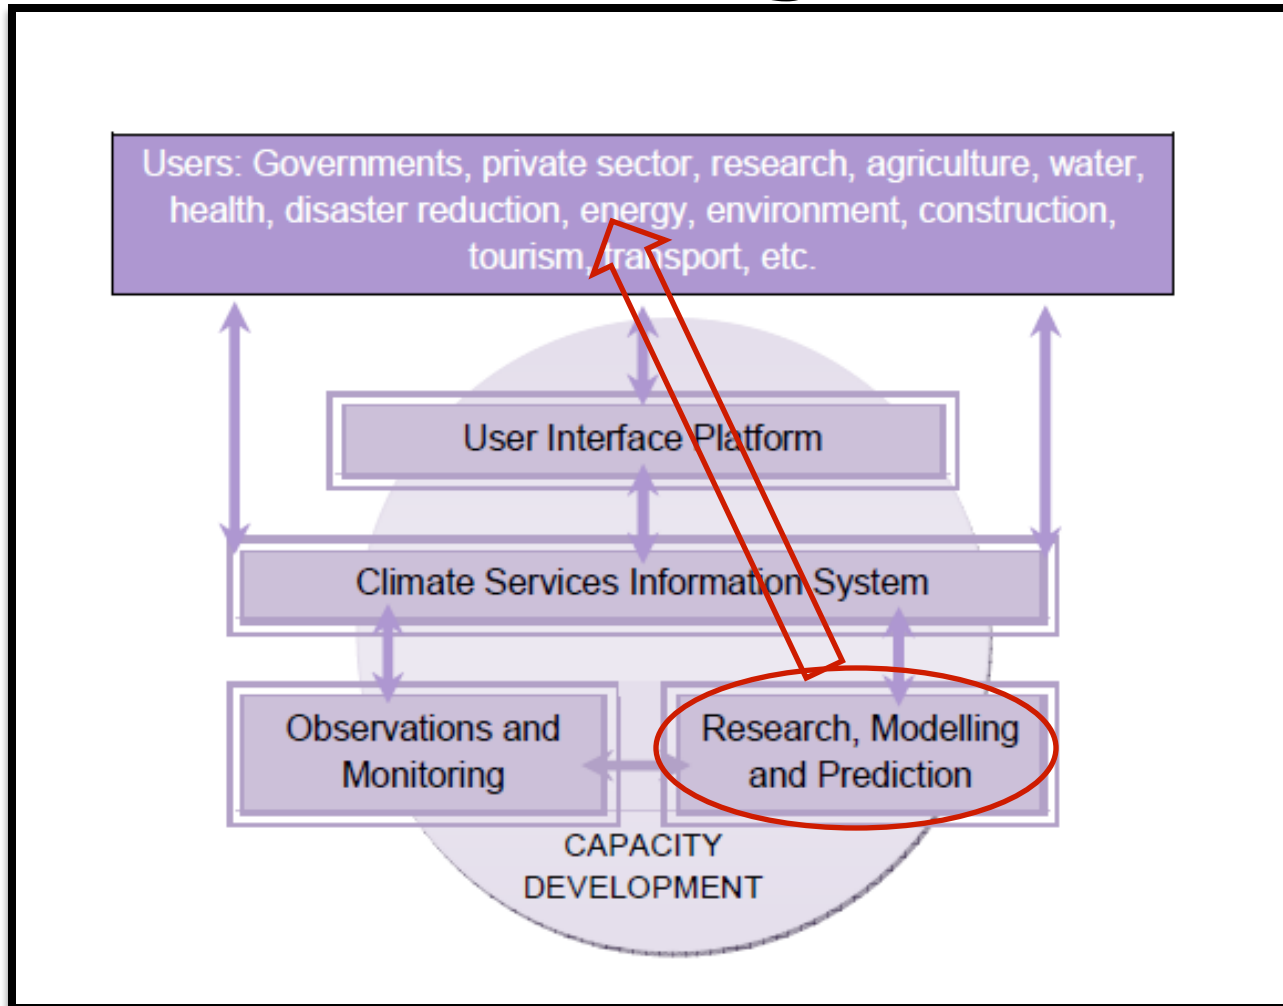 Users: Governments, private sector, research, agriculture, water,
health, disaster reduction, energy, environment, construction,
tourism, transport, etc.
User Interface Platform
Climate Services Information System
Observations and
Monitoring
Research, Modelling
and Prediction
CAPACITY
DEVELOPMENT